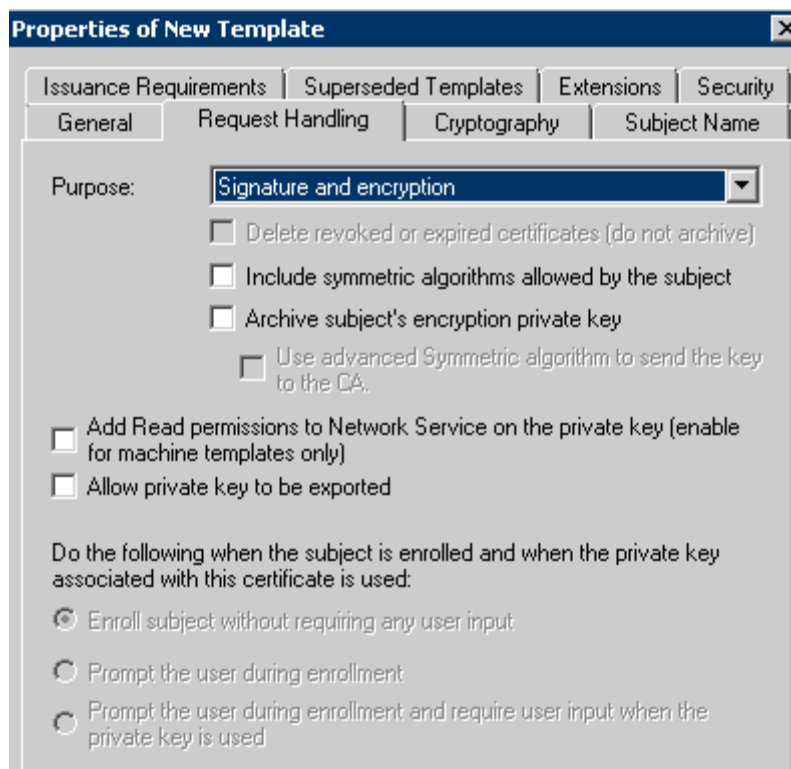 Properties of New Template
Issuance Requirements
Superseded Templates
Extensions
Security
General
Request Handling
Cryptography
Subject Name
Purpose:
Signature and encryption
Delete revoked or expired certificates (do not archive)
Include symmetric algorithms allowed by the subject
Archive subject's encryption private key
Use advanced Symmetric algorithm to send the key
to the CA.
Add Read permissions to Network Service on the private key (enable
for machine templates only)
Allow private key to be exported
Do the following when the subject is enrolled and when the private key
associated with this certificate is used:
Enroll subject without requiring any user input
Prompt the user during enrollment
Prompt the user during enrollment and require user input when the
private key is used